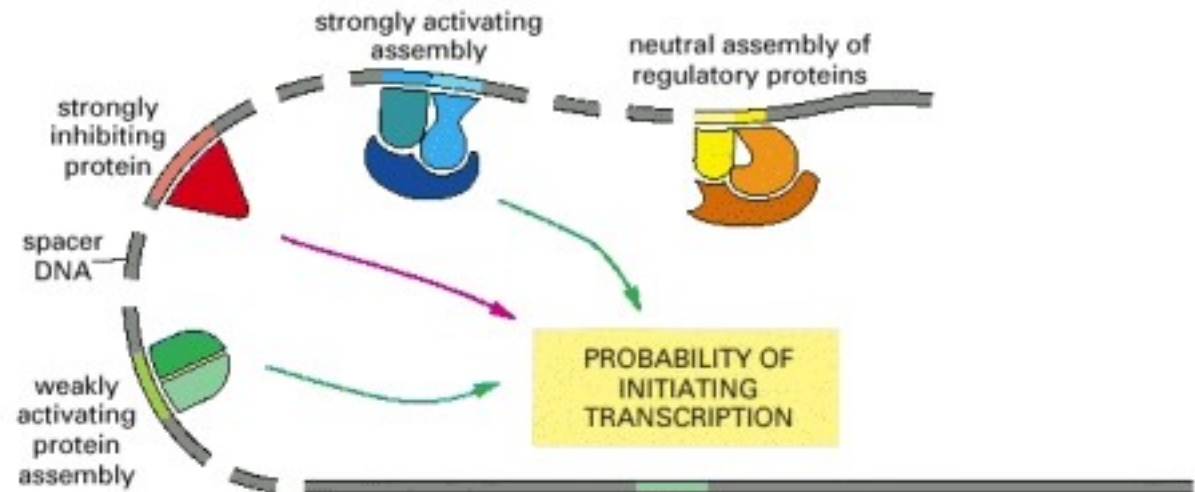 strongly activating
assembly
neutral assembly of
regulatory proteins
strongly
inhibiting
protein
spacer
DNA
PROBABILITY OF
INITIATING
TRANSCRIPTION
weakly
activating
protein
assembly